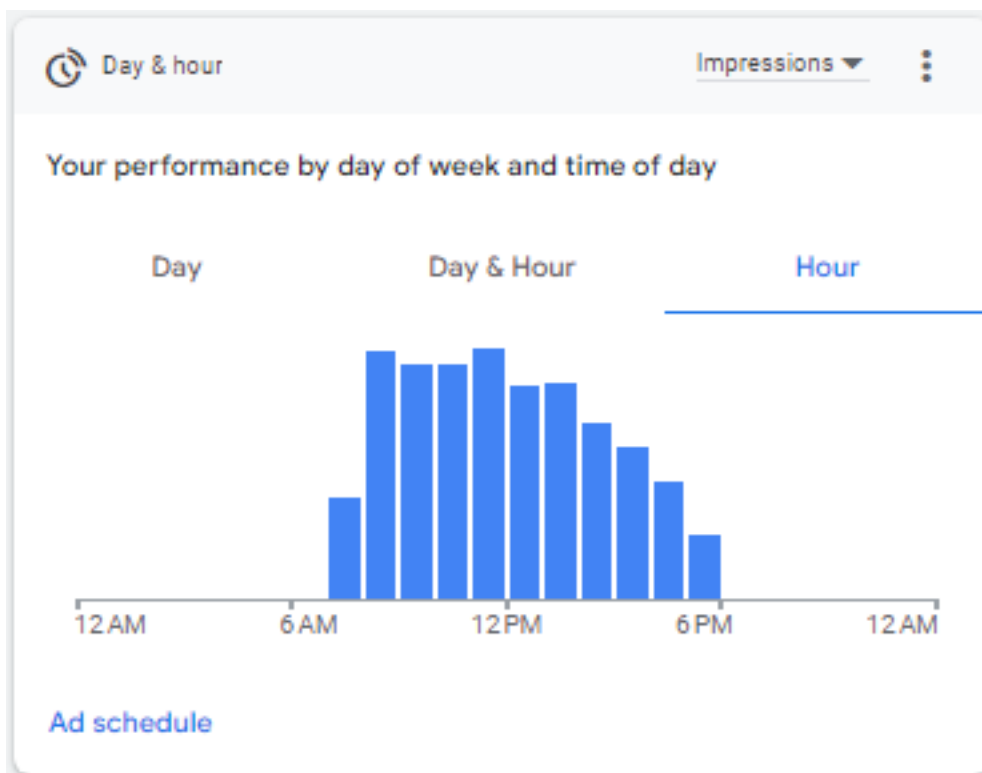 Day & hour
Impressions
Your performance by day of week and time of day
Day
Day & Hour
Hour
12 AM
6 AM
12 PM
6 PM
12 AM
Ad schedule